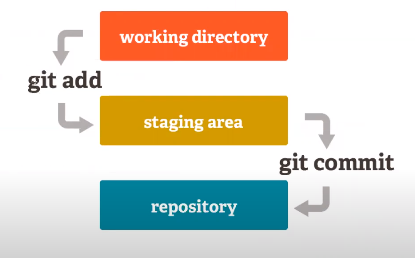 working directory
git add
staging area
git commit
repository